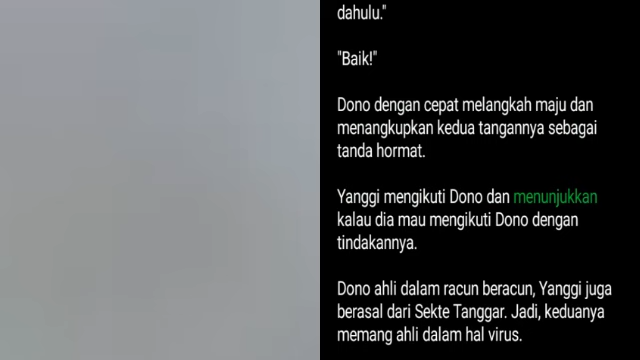 dahulu."
"Baik!"
Dono dengan cepat melangkah maju dan
menangkupkan kedua tangannya sebagai
tanda hormat.
Yanggi mengikuti Dono dan menunjukkan
kalau dia mau mengikuti Dono dengan
tindakannya.
Dono ahli dalam racun beracun, Yanggi juga
berasal dari Sekte Tanggar. Jadi, keduanya
memang ahli dalam hal virus.